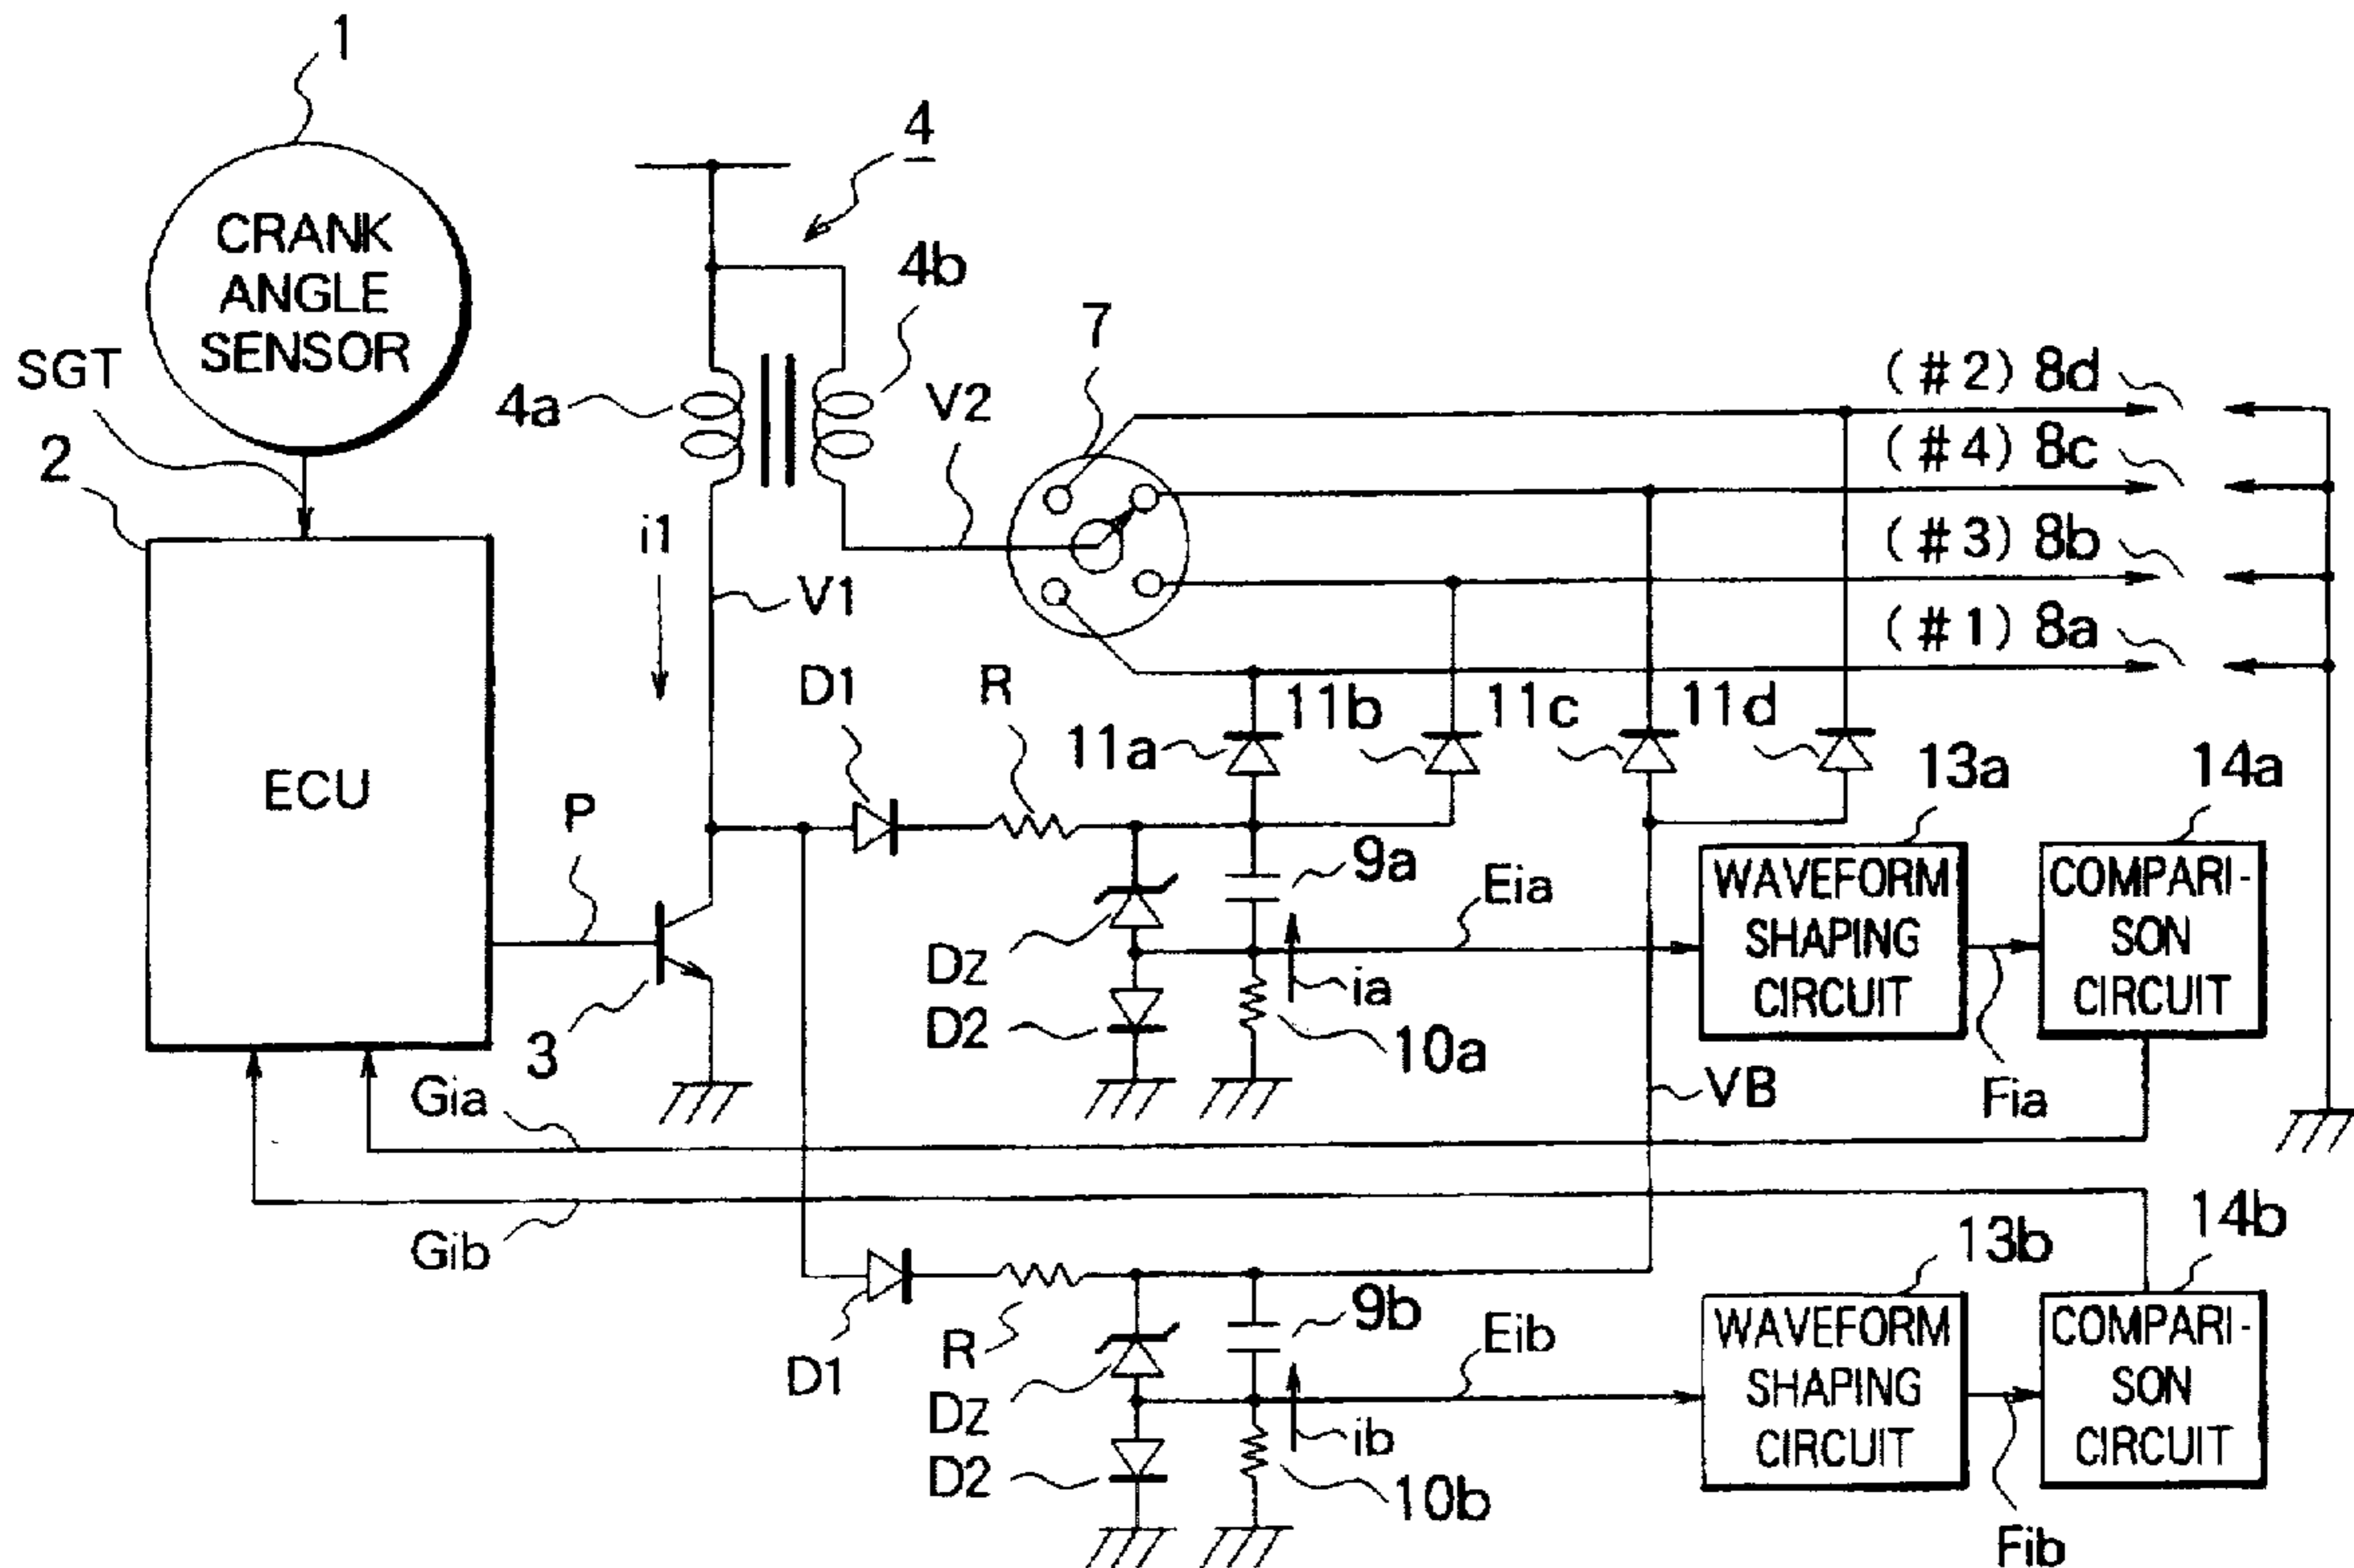 1
CRANK
ANGLE
SENSOR
SGT
2
ECU
4
4a
4b
i1
V1
V2
7
(#2) 8d
(#4) 8c
(#3) 8b
(#1) 8a
D1
R
11a
11b
11c
11d
P
3
Dz
D2
9a
ia
10a
Eia
13a
WAVEFORM
SHAPING
CIRCUIT
14a
COMPARI-
SON
CIRCUIT
Fia
VB
Gia
Gib
D1
R
Dz
D2
9b
ib
10b
Eib
13b
WAVEFORM
SHAPING
CIRCUIT
14b
COMPARI-
SON
CIRCUIT
Fib